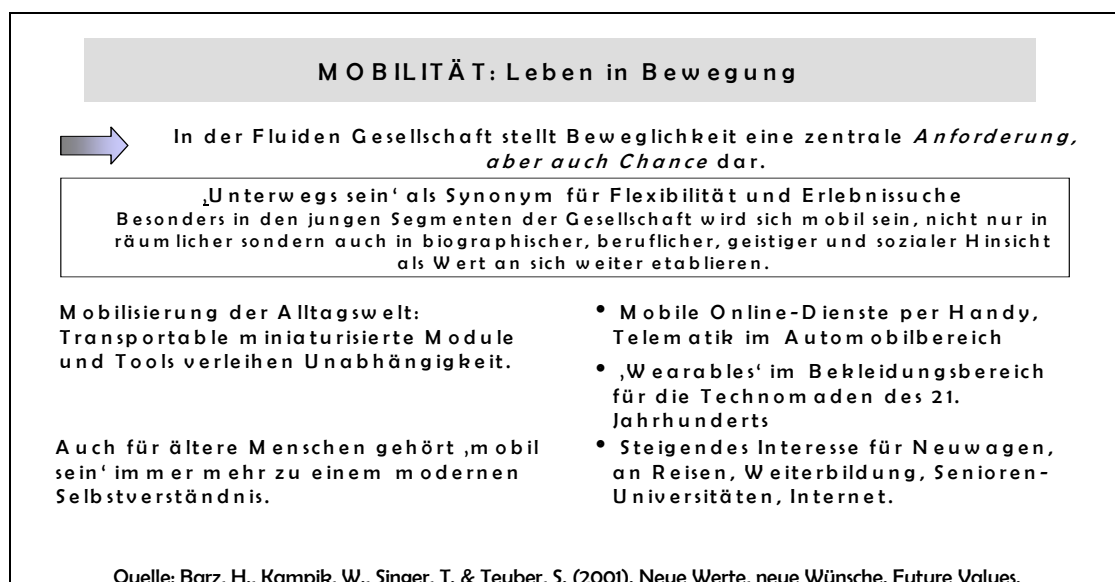 MOBILITÄT: Leben in Bewegung
In der Fluiden Gesellschaft stellt Beweglichkeit eine zentrale Anforderung,
aber auch Chance dar.
‚Unterwegs sein‘ als Synonym für Flexibilität und Erlebnissuche
Besonders in den jungen Segmenten der Gesellschaft wird sich mobil sein, nicht nur in
räumlicher sondern auch in biographischer, beruflicher, geistiger und sozialer Hinsicht
als Wert an sich weiter etablieren.
Mobilisierung der Alltagswelt:
Transportable miniaturisierte Module
und Tools verleihen Unabhängigkeit.
• Mobile Online-Dienste per Handy,
Telematik im Automobilbereich
• ‚Wearables‘ im Bekleidungsbereich
für die Technomaden des 21.
Jahrhunderts
Auch für ältere Menschen gehört ‚mobil
sein‘ immer mehr zu einem modernen
Selbstverständnis.
• Steigendes Interesse für Neuwagen,
an Reisen, Weiterbildung, Senioren-
Universitäten, Internet.
Quelle: Barz, H., Kampik, W., Singer, T. & Teuber, S. (2001). Neue Werte, neue Wünsche. Future Values.